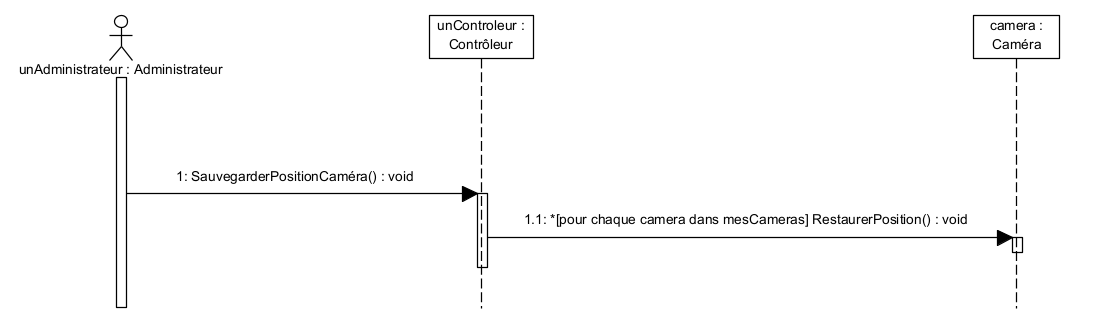 unControleur :
Contrôleur
camera :
Caméra
unAdministrateur : Administrateur
1: SauvegarderPositionCaméra() : void
1.1: *[pour chaque camera dans mesCameras] RestaurerPosition() : void